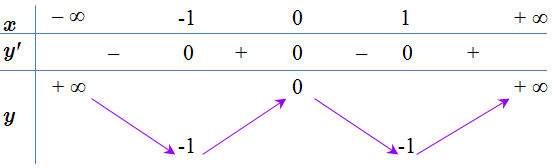 x − ∞ -1 0 1 + ∞
y′ − 0 + 0 − 0 +
+ ∞ 0 + ∞
y
-1 -1